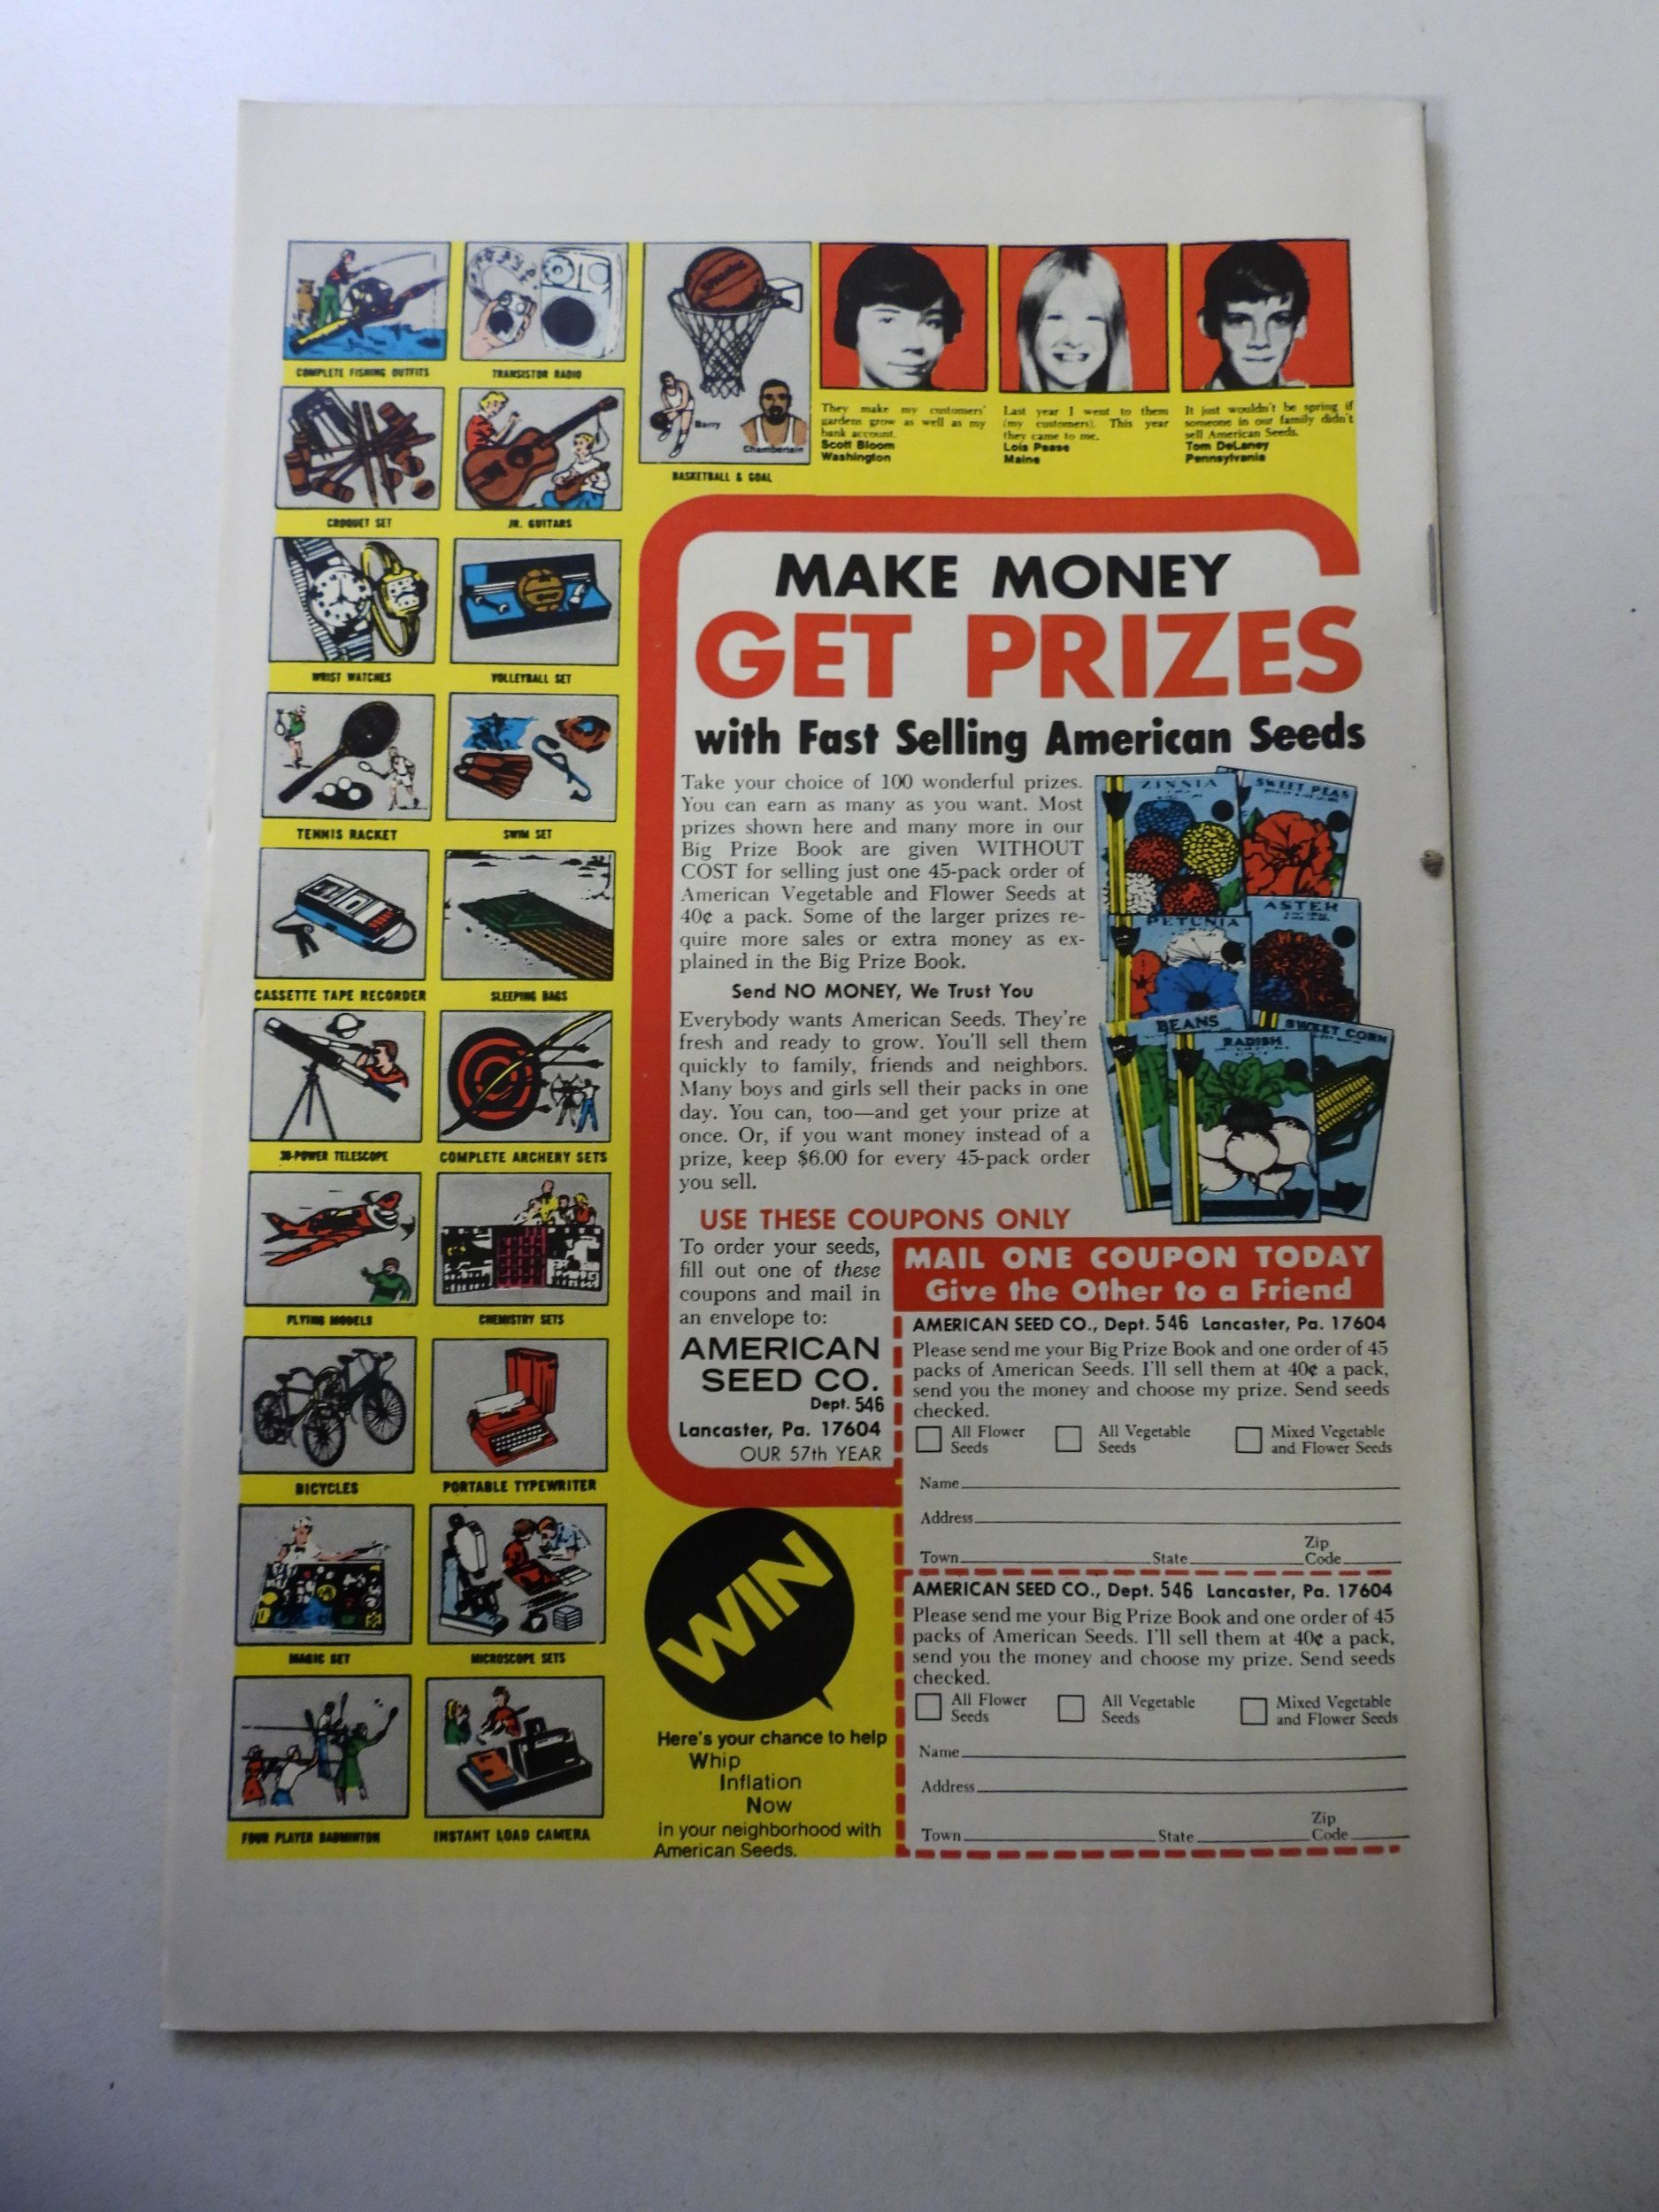 COMPLETE FISHING OUTFITS
TRANSISTOR RADIO
CROQUET SET
JR. GUITARS
WRIST WATCHES
VOLLEYBALL SET
TENNIS RACKET
SWIM SET
CASSETTE TAPE RECORDER
SLEEPING BAGS
30-POWER TELESCOPE
COMPLETE ARCHERY SETS
FLYING MODELS
CHEMISTRY SETS
BICYCLES
PORTABLE TYPEWRITER
MAGIC SET
MICROSCOPE SETS
FOUR PLAYER BADMINTON
INSTANT LOAD CAMERA
Barry
Chamberlain
BASKETBALL & GOAL
They make my customers'
gardens grow as well as my
bank account.
Scott Bloom
Washington
Last year I went to them
(my customers). This year
they came to me.
Lois Pease
Maine
It just wouldn't be spring if
someone in our family didn't
sell American Seeds.
Tom DeLaney
Pennsylvania
MAKE MONEY
GET PRIZES
with Fast Selling American Seeds
Take your choice of 100 wonderful prizes.
You can earn as many as you want. Most
prizes shown here and many more in our
Big Prize Book are given WITHOUT
COST for selling just one 45-pack order of
American Vegetable and Flower Seeds at
40¢ a pack. Some of the larger prizes re-
quire more sales or extra money as ex-
plained in the Big Prize Book.
Send NO MONEY, We Trust You
Everybody wants American Seeds. They're
fresh and ready to grow. You'll sell them
quickly to family, friends and neighbors.
Many boys and girls sell their packs in one
day. You can, too—and get your prize at
once. Or, if you want money instead of a
prize, keep $6.00 for every 45-pack order
you sell.
ZINNIA
SWEET PEAS
PETUNIA
ASTER
BEANS
RADISH
SWEET CORN
USE THESE COUPONS ONLY
To order your seeds,
fill out one of these
coupons and mail in
an envelope to:
AMERICAN
SEED CO.
Dept. 546
Lancaster, Pa. 17604
OUR 57th YEAR
MAIL ONE COUPON TODAY
Give the Other to a Friend
AMERICAN SEED CO., Dept. 546 Lancaster, Pa. 17604
Please send me your Big Prize Book and one order of 45
packs of American Seeds. I'll sell them at 40¢ a pack,
send you the money and choose my prize. Send seeds
checked.
All Flower Seeds
All Vegetable Seeds
Mixed Vegetable and Flower Seeds
Name
Address
Town State Zip Code
AMERICAN SEED CO., Dept. 546 Lancaster, Pa. 17604
Please send me your Big Prize Book and one order of 45
packs of American Seeds. I'll sell them at 40¢ a pack,
send you the money and choose my prize. Send seeds
checked.
All Flower Seeds
All Vegetable Seeds
Mixed Vegetable and Flower Seeds
Name
Address
Town State Zip Code
WIN
Here's your chance to help
Whip
Inflation
Now
in your neighborhood with
American Seeds.